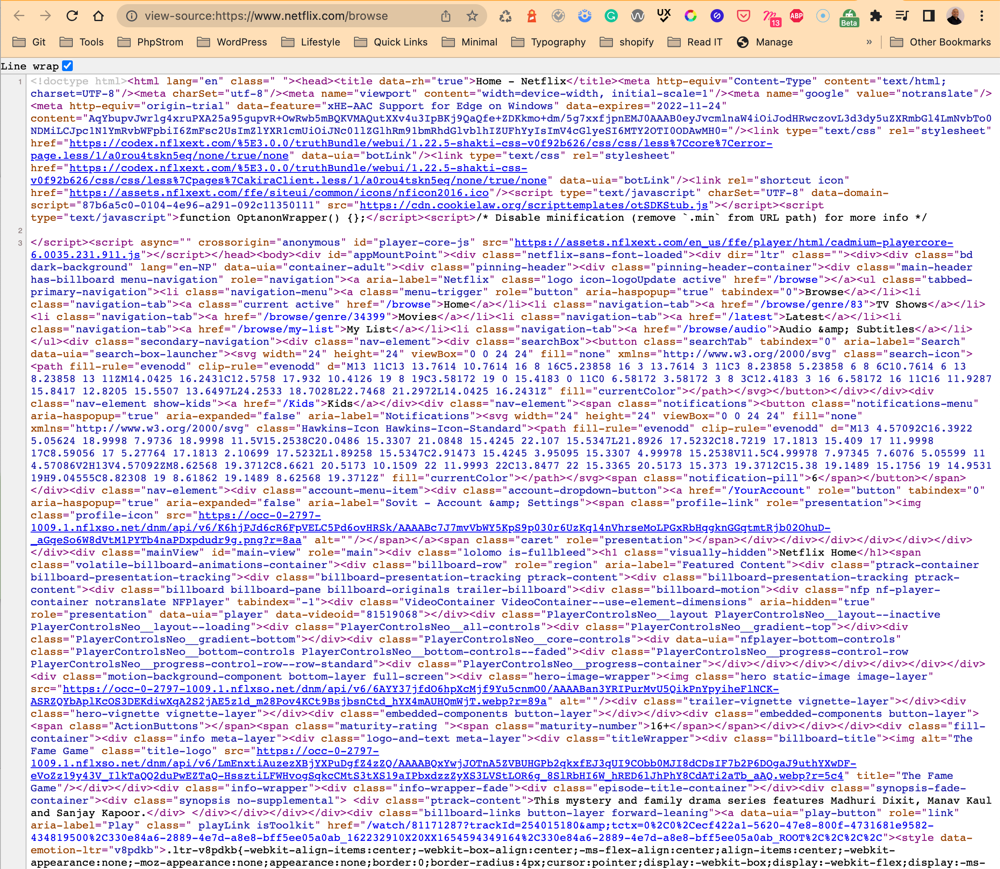 view-source:https://www.netflix.com/browse
UX
13
ABP
Beta
Git Tools PhpStrom WordPress Lifestyle Quick Links Minimal Typography shopify Read IT Manage » Other Bookmarks
Line wrap
1 <!doctype html><html lang="en" class=" "><head><title data-rh="true">Home - Netflix</title><meta http-equiv="Content-Type" content="text/html;
charset=UTF-8"/><meta charSet="utf-8"/><meta name="viewport" content="width=device-width, initial-scale=1"/><meta name="google" value="notranslate"/>
<meta http-equiv="origin-trial" data-feature="xHE-AAC Support for Edge on Windows" data-expires="2022-11-24"
content="AqYbupvJwrlg4xruPXA25a95gupvR+OwRwb5mBQKVMAQutXXv4u3IpBKj9QaQfe+ZDKkmo+dm/5g7xxfjpnEMJ0AAAB0eyJvcmlnaW4iOiJodHRwczovL3d3dy5uZXRmbGl4LmNvbTo0
NDMiLCJpc1N1YmRvbWFpbiI6ZmFsc2UsImZlYXR1cmUiOiJNc01lZGlhRm91bmRhdGlvblhIZUFhYyIsImV4cGlyeSI6MTY2OTI0ODAwMH0="/><link type="text/css" rel="stylesheet"
href="https://codex.nflxext.com/%5E3.0.0/truthBundle/webui/1.22.5-shakti-css-v0f92b626/css/css/less%7Ccore%7Cerror-
page.less/1/a0rou4tskn5eq/none/true/none" data-uia="botLink"/><link type="text/css" rel="stylesheet"
href="https://codex.nflxext.com/%5E3.0.0/truthBundle/webui/1.22.5-shakti-css-
v0f92b626/css/css/less%7Cpages%7CakiraClient.less/1/a0rou4tskn5eq/none/true/none" data-uia="botLink"/><link rel="shortcut icon"
href="https://assets.nflxext.com/ffe/siteui/common/icons/nficon2016.ico"/><script type="text/javascript" charSet="UTF-8" data-domain-
script="87b6a5c0-0104-4e96-a291-092c11350111" src="https://cdn.cookielaw.org/scripttemplates/otSDKStub.js"></script><script
type="text/javascript">function OptanonWrapper() {};</script><script>/* Disable minification (remove `.min` from URL path) for more info */
2
3 </script><script async="" crossorigin="anonymous" id="player-core-js" src="https://assets.nflxext.com/en_us/ffe/player/html/cadmium-playercore-
6.0035.231.911.js"></script></head><body><div id="appMountPoint"><div class="netflix-sans-font-loaded"><div dir="ltr" class=""><div><div class="bd
dark-background" lang="en-NP" data-uia="container-adult"><div class="pinning-header"><div class="pinning-header-container"><div class="main-header
has-billboard menu-navigation" role="navigation"><a aria-label="Netflix" class="logo icon-logoUpdate active" href="/browse"></a><ul class="tabbed-
primary-navigation"><li class="navigation-menu"><a class="menu-trigger" role="button" aria-haspopup="true" tabindex="0">Browse</a></li><li
class="navigation-tab"><a class="current active" href="/browse">Home</a></li><li class="navigation-tab"><a href="/browse/genre/83">TV Shows</a></li>
<li class="navigation-tab"><a href="/browse/genre/34399">Movies</a></li><li class="navigation-tab"><a href="/latest">Latest</a></li><li
class="navigation-tab"><a href="/browse/my-list">My List</a></li><li class="navigation-tab"><a href="/browse/audio">Audio &amp; Subtitles</a></li>
</ul><div class="secondary-navigation"><div class="nav-element"><div class="searchBox"><button class="searchTab" tabindex="0" aria-label="Search"
data-uia="search-box-launcher"><svg width="24" height="24" viewBox="0 0 24 24" fill="none" xmlns="http://www.w3.org/2000/svg" class="search-icon">
<path fill-rule="evenodd" clip-rule="evenodd" d="M13 11C13 13.7614 10.7614 16 8 16C5.23858 16 3 13.7614 3 11C3 8.23858 5.23858 6 8 6C10.7614 6 13
8.23858 13 11ZM14.0425 16.2431C12.5758 17.932 10.4126 19 8 19C3.58172 19 0 15.4183 0 11C0 6.58172 3.58172 3 8 3C12.4183 3 16 6.58172 16 11C16 11.9287
15.8417 12.8205 15.5507 13.6497L24.2533 18.7028L22.7468 21.2972L14.0425 16.2431Z" fill="currentColor"></path></svg></button></div></div><div
class="nav-element show-kids"><a href="/Kids">Kids</a></div><div class="nav-element"><span class="notifications"><button class="notifications-menu"
aria-haspopup="true" aria-expanded="false" aria-label="Notifications"><svg width="24" height="24" viewBox="0 0 24 24" fill="none"
xmlns="http://www.w3.org/2000/svg" class="Hawkins-Icon Hawkins-Icon-Standard"><path fill-rule="evenodd" clip-rule="evenodd" d="M13 4.57092C16.3922
5.05624 18.9998 7.9736 18.9998 11.5V15.2538C20.0486 15.3307 21.0848 15.4245 22.107 15.5347L21.8926 17.5232C18.7219 17.1813 15.409 17 11.9998
17C8.59056 17 5.27764 17.1813 2.10699 17.5232L1.89258 15.5347C2.91473 15.4245 3.95095 15.3307 4.99978 15.2538V11.5C4.99978 7.97345 7.6076 5.05599 11
4.57086V2H13V4.57092ZM8.62568 19.3712C8.6621 20.5173 10.1509 22 11.9993 22C13.8477 22 15.3365 20.5173 15.373 19.3712C15.38 19.1489 15.1756 19 14.9531
19H9.04555C8.82308 19 8.61862 19.1489 8.62568 19.3712Z" fill="currentColor"></path></svg><span class="notification-pill">6</span></button></span>
</div><div class="nav-element"><div class="account-menu-item"><div class="account-dropdown-button"><a href="/YourAccount" role="button" tabindex="0"
aria-haspopup="true" aria-expanded="false" aria-label="Sovit - Account &amp; Settings"><span class="profile-link" role="presentation"><img
class="profile-icon" src="https://occ-0-2797-
1009.1.nflxso.net/dnm/api/v6/K6hjPJd6cR6FpVELC5Pd6ovHRSk/AAAABc7J7mvVbWY5KpS9p030r6UzKq14nVhrseMoLPGxRbHqgknGGqtmtRjb02OhuD-
_aGqeSo6W8dVtM1PYTb4naPDxpdudr9g.png?r=8aa" alt=""/></span></a><span class="caret" role="presentation"></span></div></div></div></div></div></div>
</div><div class="mainView" id="main-view" role="main"><div class="lolomo is-fullbleed"><h1 class="visually-hidden">Netflix Home</h1><span
class="volatile-billboard-animations-container"><div class="billboard-row" role="region" aria-label="Featured Content"><div class="ptrack-container
billboard-presentation-tracking"><div class="billboard-presentation-tracking ptrack-content"><div class="billboard-presentation-tracking ptrack-
content"><div class="billboard billboard-pane billboard-originals trailer-billboard"><div class="billboard-motion"><div class="nfp nf-player-
container notranslate NFPlayer" tabindex="-1"><div class="VideoContainer VideoContainer--use-element-dimensions" aria-hidden="true"
role="presentation" data-uia="player" data-videoid="81519068"></div><div class="PlayerControlsNeo__layout PlayerControlsNeo__layout--inactive
PlayerControlsNeo__layout--loading"><div class="PlayerControlsNeo__all-controls"><div class="PlayerControlsNeo__gradient-top"></div><div
class="PlayerControlsNeo__gradient-bottom"></div><div class="PlayerControlsNeo__core-controls"><div data-uia="nfplayer-bottom-controls"
class="PlayerControlsNeo__bottom-controls PlayerControlsNeo__bottom-controls--faded"><div class="PlayerControlsNeo__progress-control-row
PlayerControlsNeo__progress-control-row--row-standard"><div class="PlayerControlsNeo__progress-container"></div></div></div></div></div></div></div>
<div class="motion-background-component bottom-layer full-screen"><div class="hero-image-wrapper"><img class="hero static-image image-layer"
src="https://occ-0-2797-1009.1.nflxso.net/dnm/api/v6/6AYY37jfdO6hpXcMjf9Yu5cnmO0/AAAABan3YRIPurMvU5QikPnYpyiheFlNCK-
ASRZQYbAplKcOS3DEKdiwXqA2S2jAE5z1d_m28Pov4KCt9BsjbsnCtd_hYX4mAUHQmWjT.webp?r=89a" alt=""/><div class="trailer-vignette vignette-layer"></div><div
class="hero-vignette vignette-layer"></div><div class="embedded-components button-layer"></div></div><div class="embedded-components button-layer">
<span class="ActionButtons"></span><span class="maturity-rating "><span class="maturity-number">16+</span></span></div></div></div><div class="fill-
container"><div class="info meta-layer"><div class="logo-and-text meta-layer"><div class="titleWrapper"><div class="billboard-title"><img alt="The
Fame Game" class="title-logo" src="https://occ-0-2797-
1009.1.nflxso.net/dnm/api/v6/LmEnxtiAuzezXBjYXPuDgfZ4zZQ/AAAABQxYwjJOTnA5ZVBUHGPb2qkxfEJ3qUI9CObb0MJI8dCDsIF7b2P6DOgaJ9uthYXwDF-
eVoZz19y43V_IlkTaQQ2duPwEZTaQ-HssztiLFWHvogSqkcCMtS3tXS19aIPbxdzzZyXS3LVStLOR6g_8SlRbHI6W_hRED6lJhPhY8CdATi2aTb_aAQ.webp?r=5c4" title="The Fame
Game"/></div></div><div class="info-wrapper"><div class="info-wrapper-fade"><div class="episode-title-container"></div><div class="synopsis-fade-
container"><div class="synopsis no-supplemental"> <div class="ptrack-content">This mystery and family drama series features Madhuri Dixit, Manav Kaul
and Sanjay Kapoor.</div> </div></div></div></div><div class="billboard-links button-layer forward-leaning"><a data-uia="play-button" role="link"
aria-label="Play" class=" playLink isToolkit" href="/watch/81171287?trackId=254015180&amp;tctx=0%2C0%2Cecf422a1-5620-47e8-800f-4731681e9582-
434819500%2C330e84a6-2889-4e7d-a8e8-bff5ee05a0ab_162232910X20XX1654594349164%2C330e84a6-2889-4e7d-a8e8-bff5ee05a0ab_ROOT%2C%2C%2C%2C"><style data-
emotion-ltr="v8pdkb">.ltr-v8pdkb{-webkit-align-items:center;-webkit-box-align:center;-ms-flex-align:center;align-items:center;-webkit-
appearance:none;-moz-appearance:none;appearance:none;border:0;border-radius:4px;cursor:pointer;display:-webkit-box;display:-webkit-flex;display:-ms-